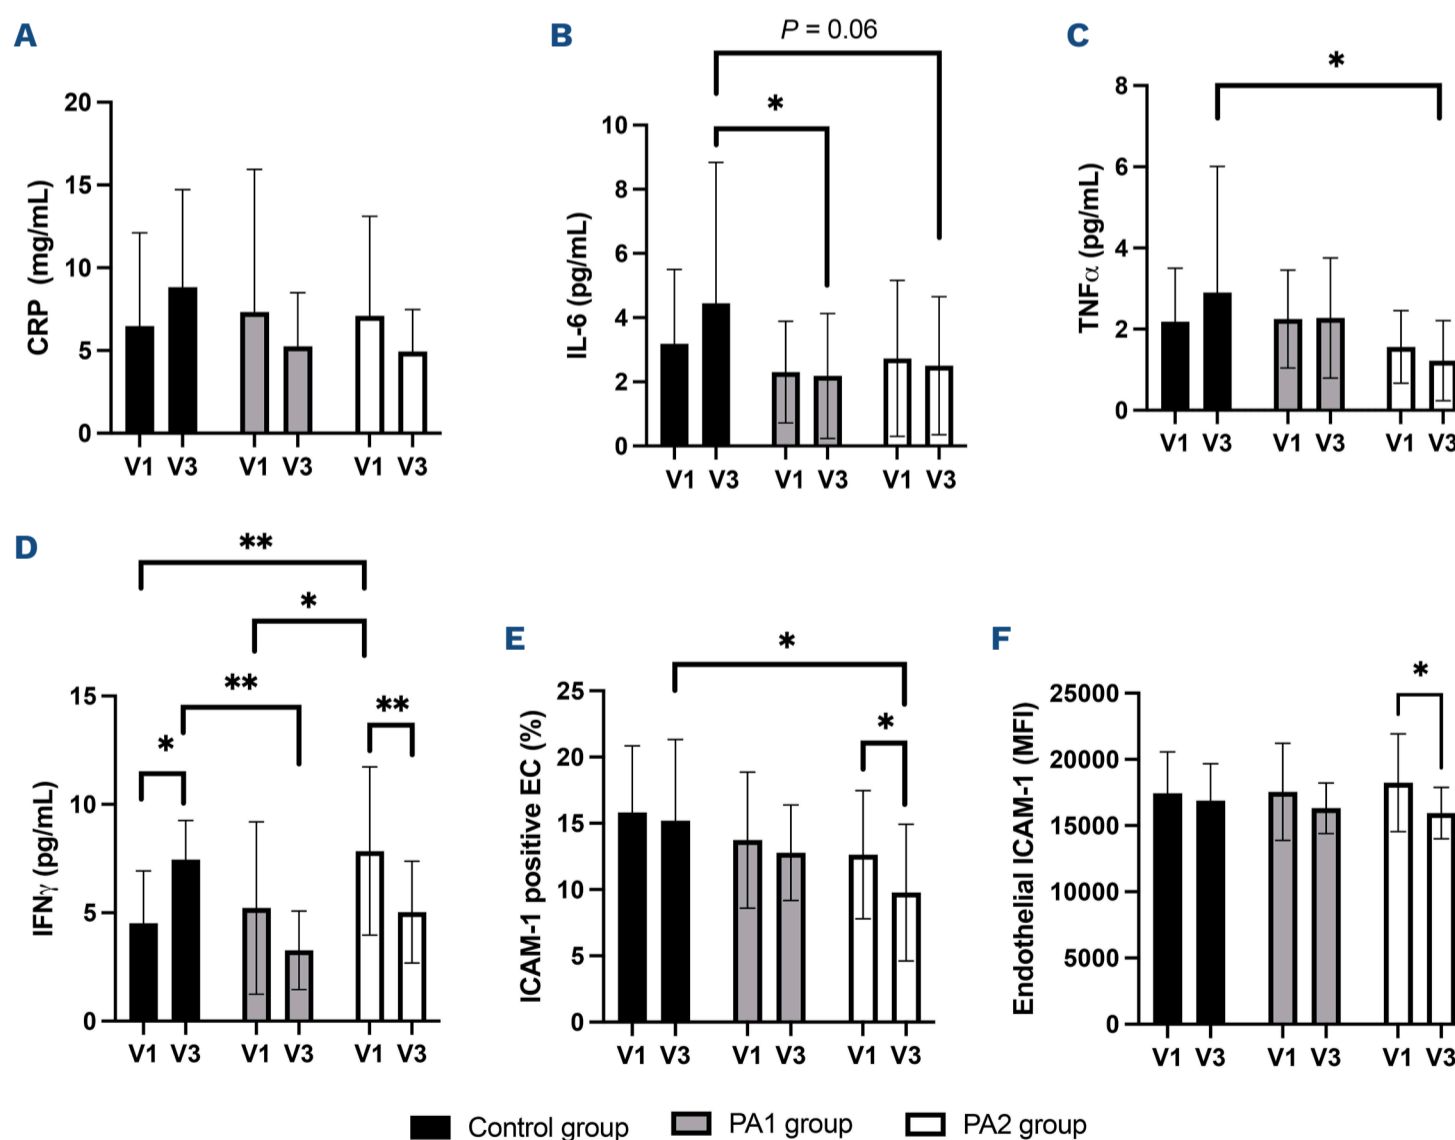 A
CRP (mg/mL)
20
15
10
5
0
V1 V3 V1 V3 V1 V3
B
P = 0.06
*
IL-6 (pg/mL)
10
8
6
4
2
0
V1 V3 V1 V3 V1 V3
C
*
TNFα (pg/mL)
8
6
4
2
0
V1 V3 V1 V3 V1 V3
D
**
*
**
**
*
IFNγ (pg/mL)
15
10
5
0
V1 V3 V1 V3 V1 V3
E
*
*
ICAM-1 positive EC (%)
25
20
15
10
5
0
V1 V3 V1 V3 V1 V3
F
*
Endothelial ICAM-1 (MFI)
25000
20000
15000
10000
5000
0
V1 V3 V1 V3 V1 V3
Control group PA1 group PA2 group